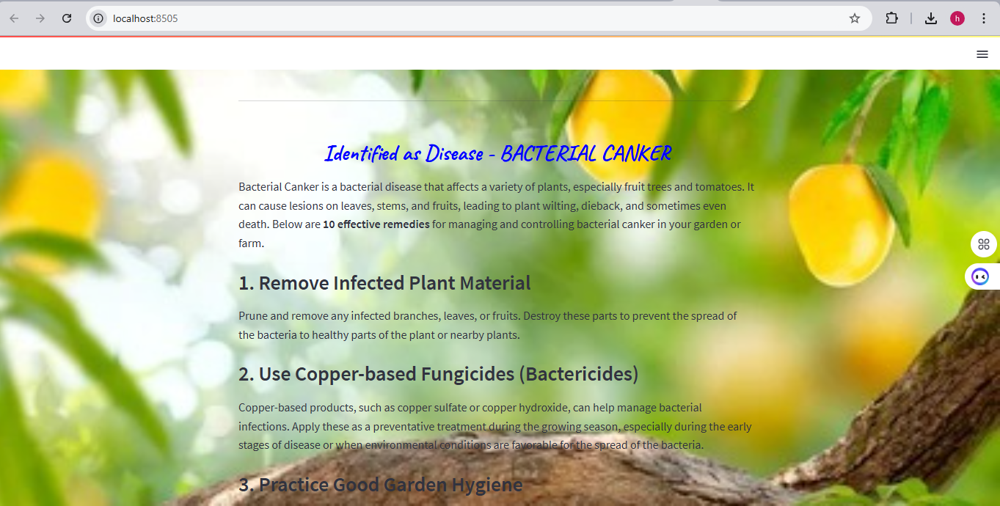 localhost:8505
h
Identified as Disease - BACTERIAL CANKER
Bacterial Canker is a bacterial disease that affects a variety of plants, especially fruit trees and tomatoes. It
can cause lesions on leaves, stems, and fruits, leading to plant wilting, dieback, and sometimes even
death. Below are 10 effective remedies for managing and controlling bacterial canker in your garden or
farm.
1. Remove Infected Plant Material
Prune and remove any infected branches, leaves, or fruits. Destroy these parts to prevent the spread of
the bacteria to healthy parts of the plant or nearby plants.
2. Use Copper-based Fungicides (Bactericides)
Copper-based products, such as copper sulfate or copper hydroxide, can help manage bacterial
infections. Apply these as a preventative treatment during the growing season, especially during the early
stages of disease or when environmental conditions are favorable for the spread of the bacteria.
3. Practice Good Garden Hygiene